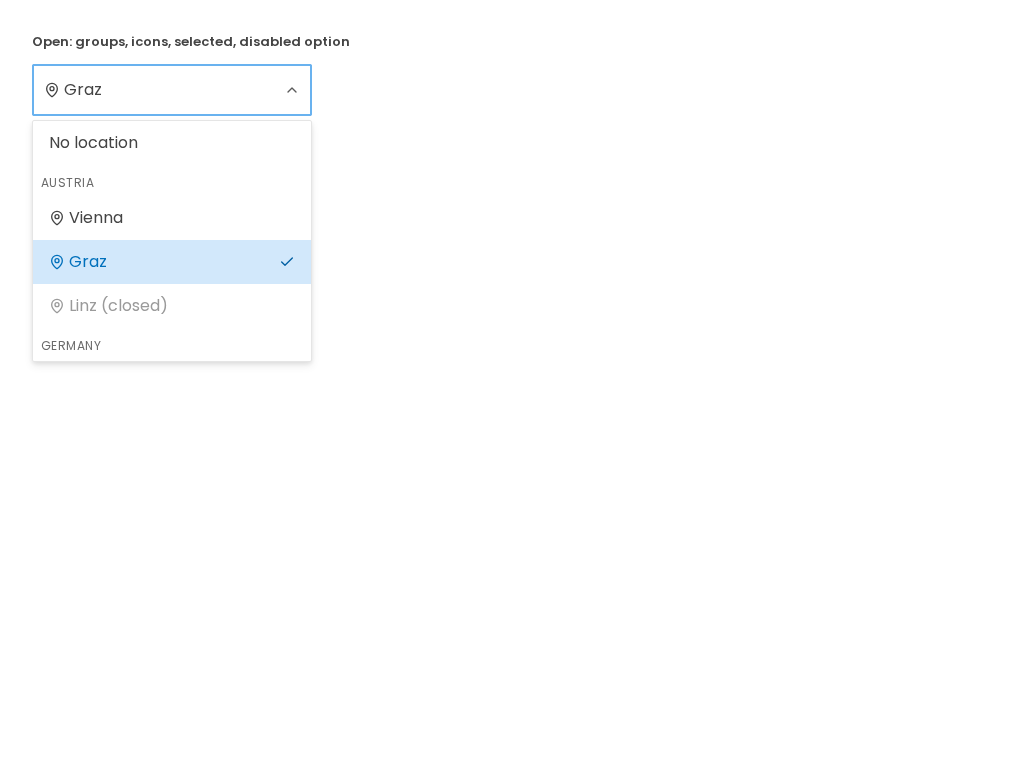 Open: groups, icons, selected, disabled option
Graz
No location
AUSTRIA
Vienna
Graz
Linz (closed)
GERMANY